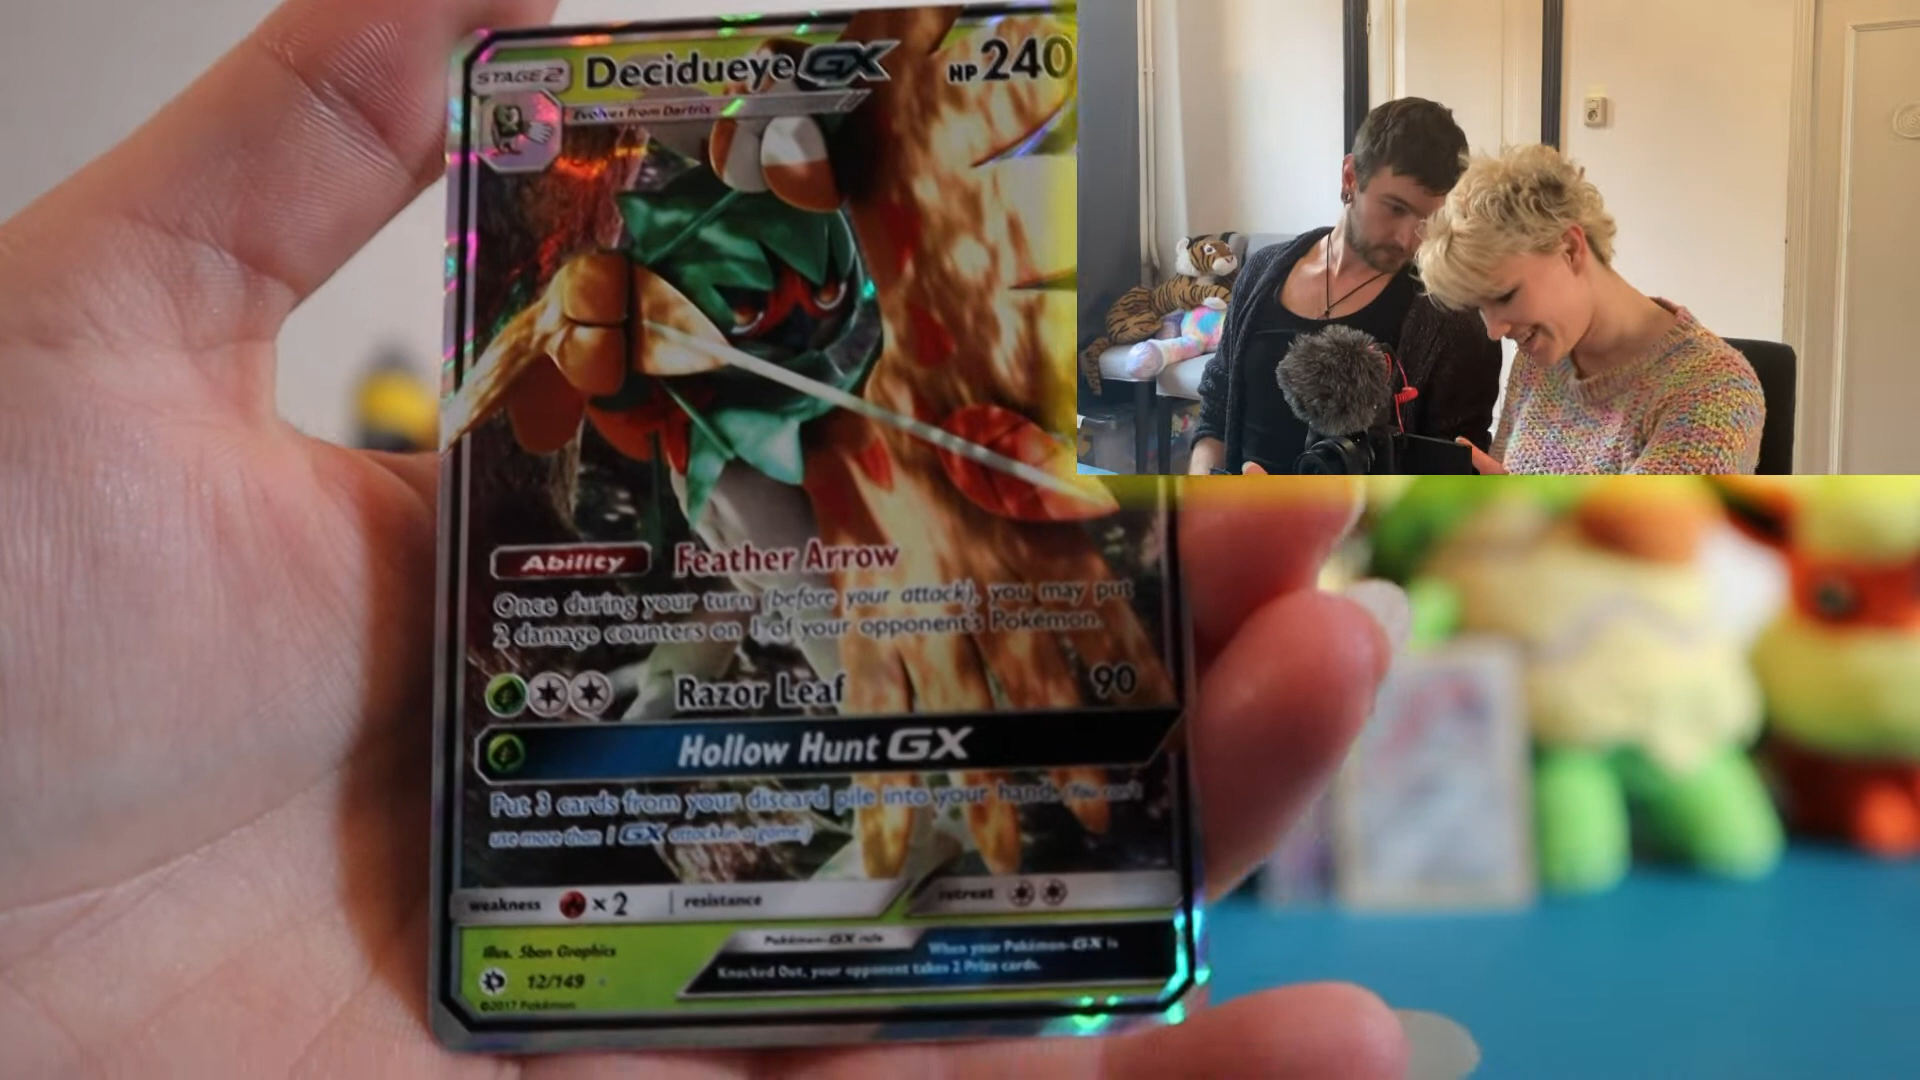 STAGE 2 Decidueye GX HP 240
Evolves from Dartrix
Ability Feather Arrow
Once during your turn (before your attack), you may put
2 damage counters on 1 of your opponent's Pokémon.
Razor Leaf 90
Hollow Hunt GX
Put 3 cards from your discard pile into your hand. (You can't
use more than 1 GX attack in a game.)
weakness x 2 resistance retreat
Illus. 5ban Graphics
12/149
©2017 Pokémon
Pokémon-GX rule When your Pokémon-GX is
Knocked Out, your opponent takes 2 Prize cards.